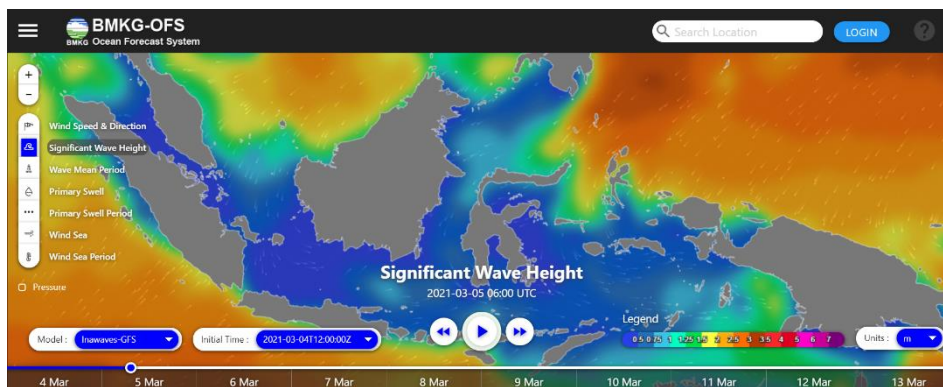 BMKG-OFS
BMKG Ocean Forecast System
Search Location
LOGIN
?
+
-
Wind Speed & Direction
Significant Wave Height
Wave Mean Period
Primary Swell
Primary Swell Period
Wind Sea
Wind Sea Period
Pressure
Significant Wave Height
2021-03-05 06:00 UTC
Legend
0.5 0.75 1 1.25 1.5 2 2.5 3 3.5 4 5 6 7
Model : Inawaves-GFS
Initial Time : 2021-03-04T12:00:00Z
Units : m
4 Mar 5 Mar 6 Mar 7 Mar 8 Mar 9 Mar 10 Mar 11 Mar 12 Mar 13 Mar